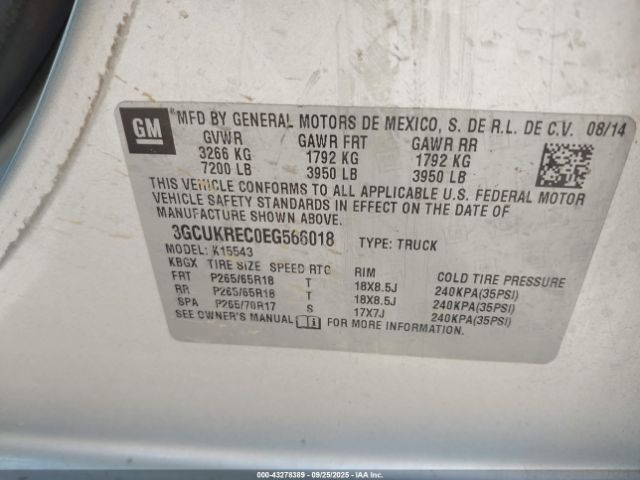 GM
®MFD BY GENERAL MOTORS DE MEXICO, S. DE R.L. DE C.V. 08/14
GVWR GAWR FRT GAWR RR
3266 KG 1792 KG 1792 KG
7200 LB 3950 LB 3950 LB
THIS VEHICLE CONFORMS TO ALL APPLICABLE U.S. FEDERAL MOTOR
VEHICLE SAFETY STANDARDS IN EFFECT ON THE DATE OF
MANUFACTURE SHOWN ABOVE.
3GCUKREC0EG566018 TYPE: TRUCK
MODEL: K15543
KBGX TIRE SIZE SPEED RTG RIM COLD TIRE PRESSURE
FRT P265/65R18 T 18X8.5J 240KPA(35PSI)
RR P265/65R18 T 18X8.5J 240KPA(35PSI)
SPA P265/70R17 S 17X7J 240KPA(35PSI)
SEE OWNER'S MANUAL FOR MORE INFORMATION.
000-43278389 - 09/25/2025 - IAAI.COM